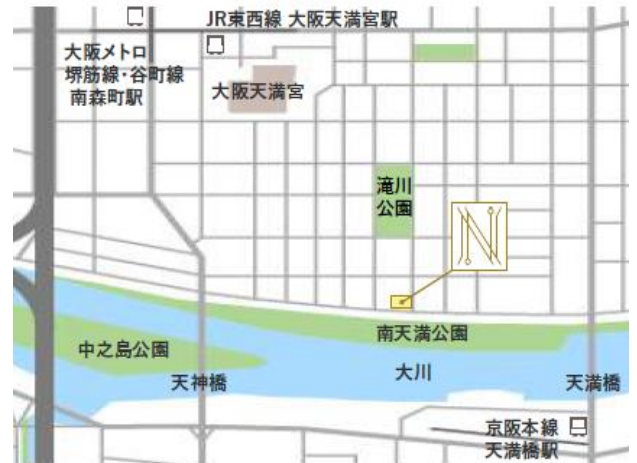 JR東西線 大阪天満宮駅
大阪メトロ
堺筋線・谷町線
南森町駅
大阪天満宮
滝川
公園
N
南天満公園
中之島公園
大川
天神橋
天満橋
京阪本線
天満橋駅